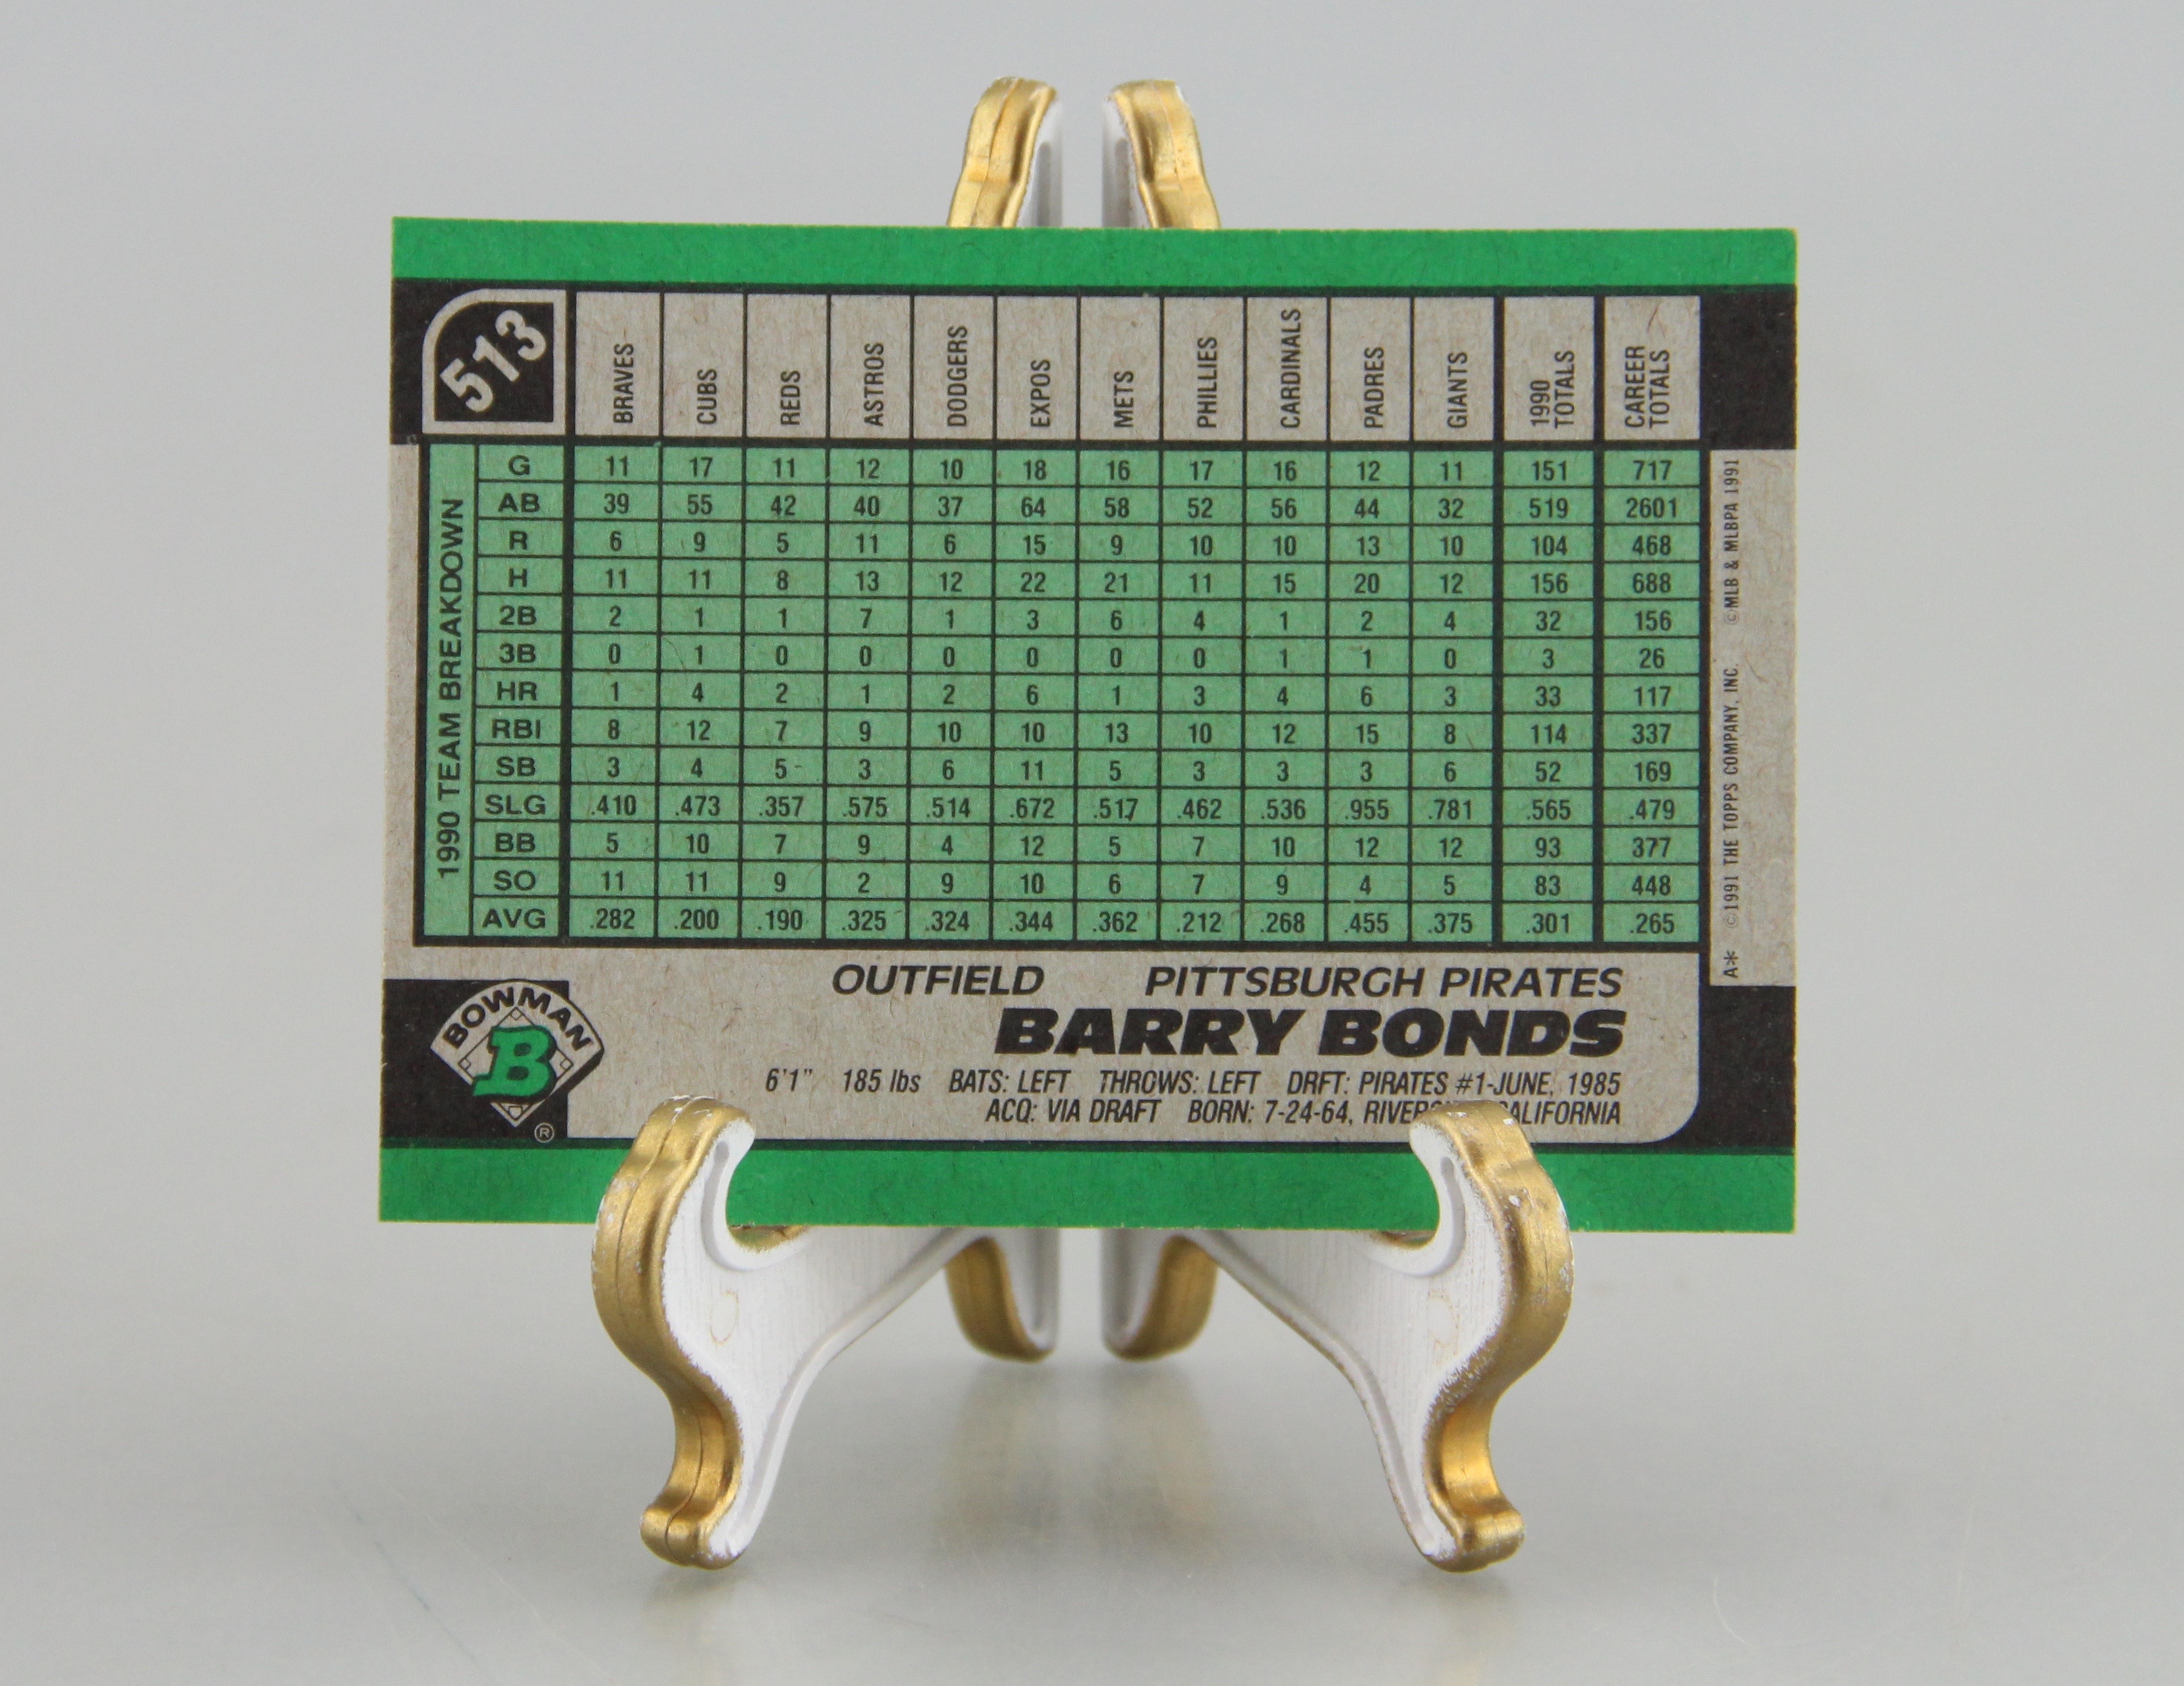 513
BRAVES CUBS REDS ASTROS DODGERS EXPOS METS PHILLIES CARDINALS PADRES GIANTS 1990 TOTALS CAREER TOTALS
1990 TEAM BREAKDOWN
G 11 17 11 12 10 18 16 17 16 12 11 151 717
AB 39 55 42 40 37 64 58 52 56 44 32 519 2601
R 6 9 5 11 6 15 9 10 10 13 10 104 468
H 11 11 8 13 12 22 21 11 15 20 12 156 688
2B 2 1 1 7 1 3 6 4 1 2 4 32 156
3B 0 1 0 0 0 0 0 0 1 1 0 3 26
HR 1 4 2 1 2 6 1 3 4 6 3 33 117
RBI 8 12 7 9 10 10 13 10 12 15 8 114 337
SB 3 4 5 3 6 11 5 3 3 3 6 52 169
SLG .410 .473 .357 .575 .514 .672 .517 .462 .536 .955 .781 .565 .479
BB 5 10 7 9 4 12 5 7 10 12 12 93 377
SO 11 11 9 2 9 10 6 7 9 4 5 83 448
AVG .282 .200 .190 .325 .324 .344 .362 .212 .268 .455 .375 .301 .265
A* ©1991 THE TOPPS COMPANY, INC. ©MLB & MLBPA 1991
BOWMAN
B
®
OUTFIELD PITTSBURGH PIRATES
BARRY BONDS
6'1" 185 lbs BATS: LEFT THROWS: LEFT DRFT: PIRATES #1-JUNE, 1985
ACQ: VIA DRAFT BORN: 7-24-64,